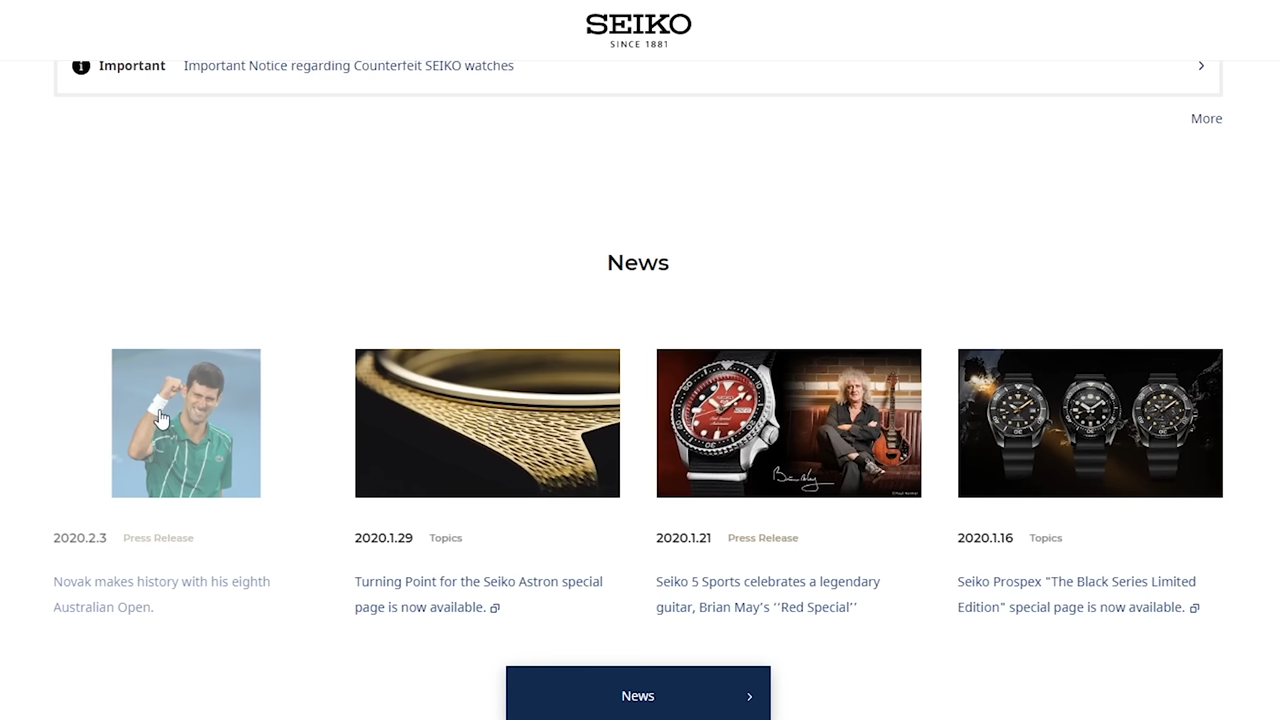 SEIKO
SINCE 1881
Important Important Notice regarding Counterfeit SEIKO watches
More
News
2020.2.3 Press Release
Novak makes history with his eighth
Australian Open.
2020.1.29 Topics
Turning Point for the Seiko Astron special
page is now available.
Brian May
2020.1.21 Press Release
Seiko 5 Sports celebrates a legendary
guitar, Brian May's ‘‘Red Special’’
2020.1.16 Topics
Seiko Prospex "The Black Series Limited
Edition" special page is now available.
News